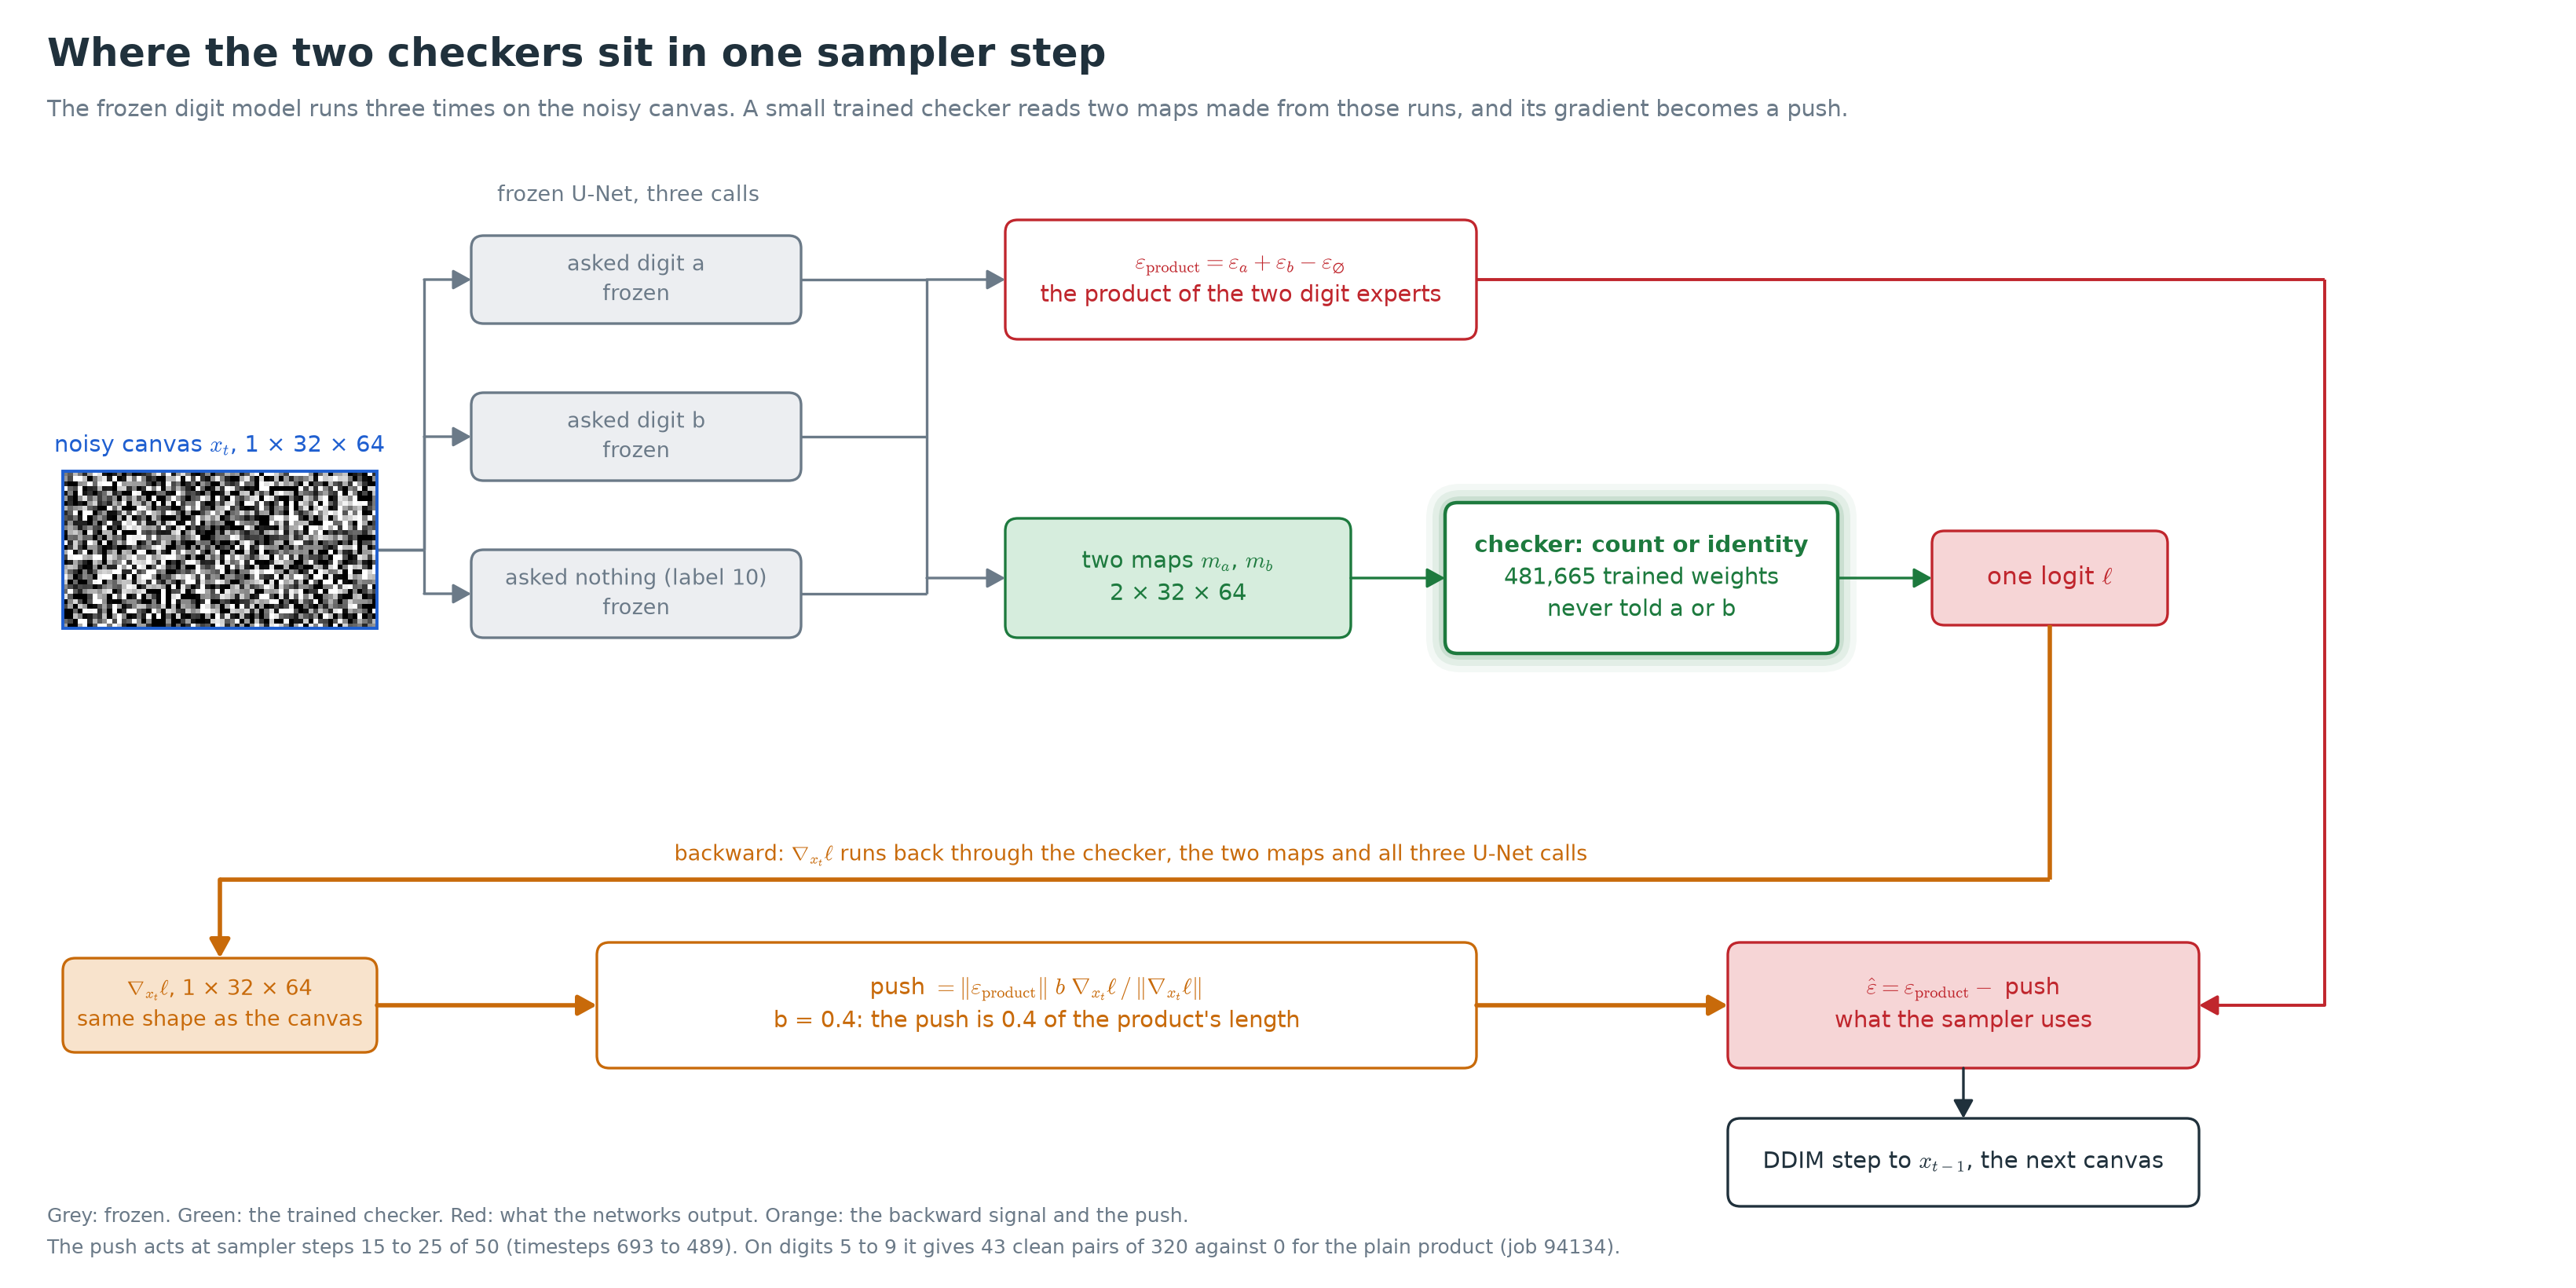 Where the two checkers sit in one sampler step
The frozen digit model runs three times on the noisy canvas. A small trained checker reads two maps made from those runs, and its gradient becomes a push.
frozen U-Net, three calls
asked digit a
frozen
ε_product = ε_a + ε_b − ε_∅
the product of the two digit experts
asked digit b
frozen
noisy canvas x_t, 1 × 32 × 64
asked nothing (label 10)
frozen
two maps m_a, m_b
2 × 32 × 64
checker: count or identity
481,665 trained weights
never told a or b
one logit ℓ
backward: ∇_{x_t} ℓ runs back through the checker, the two maps and all three U-Net calls
∇_{x_t} ℓ, 1 × 32 × 64
same shape as the canvas
push = ‖ε_product‖ b ∇_{x_t} ℓ / ‖∇_{x_t} ℓ‖
b = 0.4: the push is 0.4 of the product's length
ε̂ = ε_product − push
what the sampler uses
DDIM step to x_{t−1}, the next canvas
Grey: frozen. Green: the trained checker. Red: what the networks output. Orange: the backward signal and the push.
The push acts at sampler steps 15 to 25 of 50 (timesteps 693 to 489). On digits 5 to 9 it gives 43 clean pairs of 320 against 0 for the plain product (job 94134).